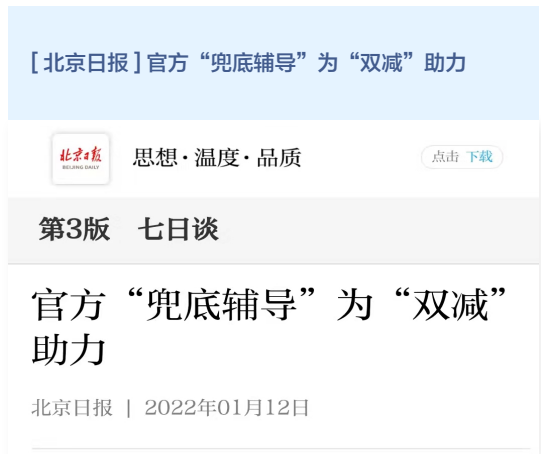 [ 北京日报 ] 官方“兜底辅导”为“双减”助力
北京日报
BEIJING DAILY
思想·温度·品质
点击 下载
第3版 七日谈
官方“兜底辅导”为“双减”
助力
北京日报 | 2022年01月12日